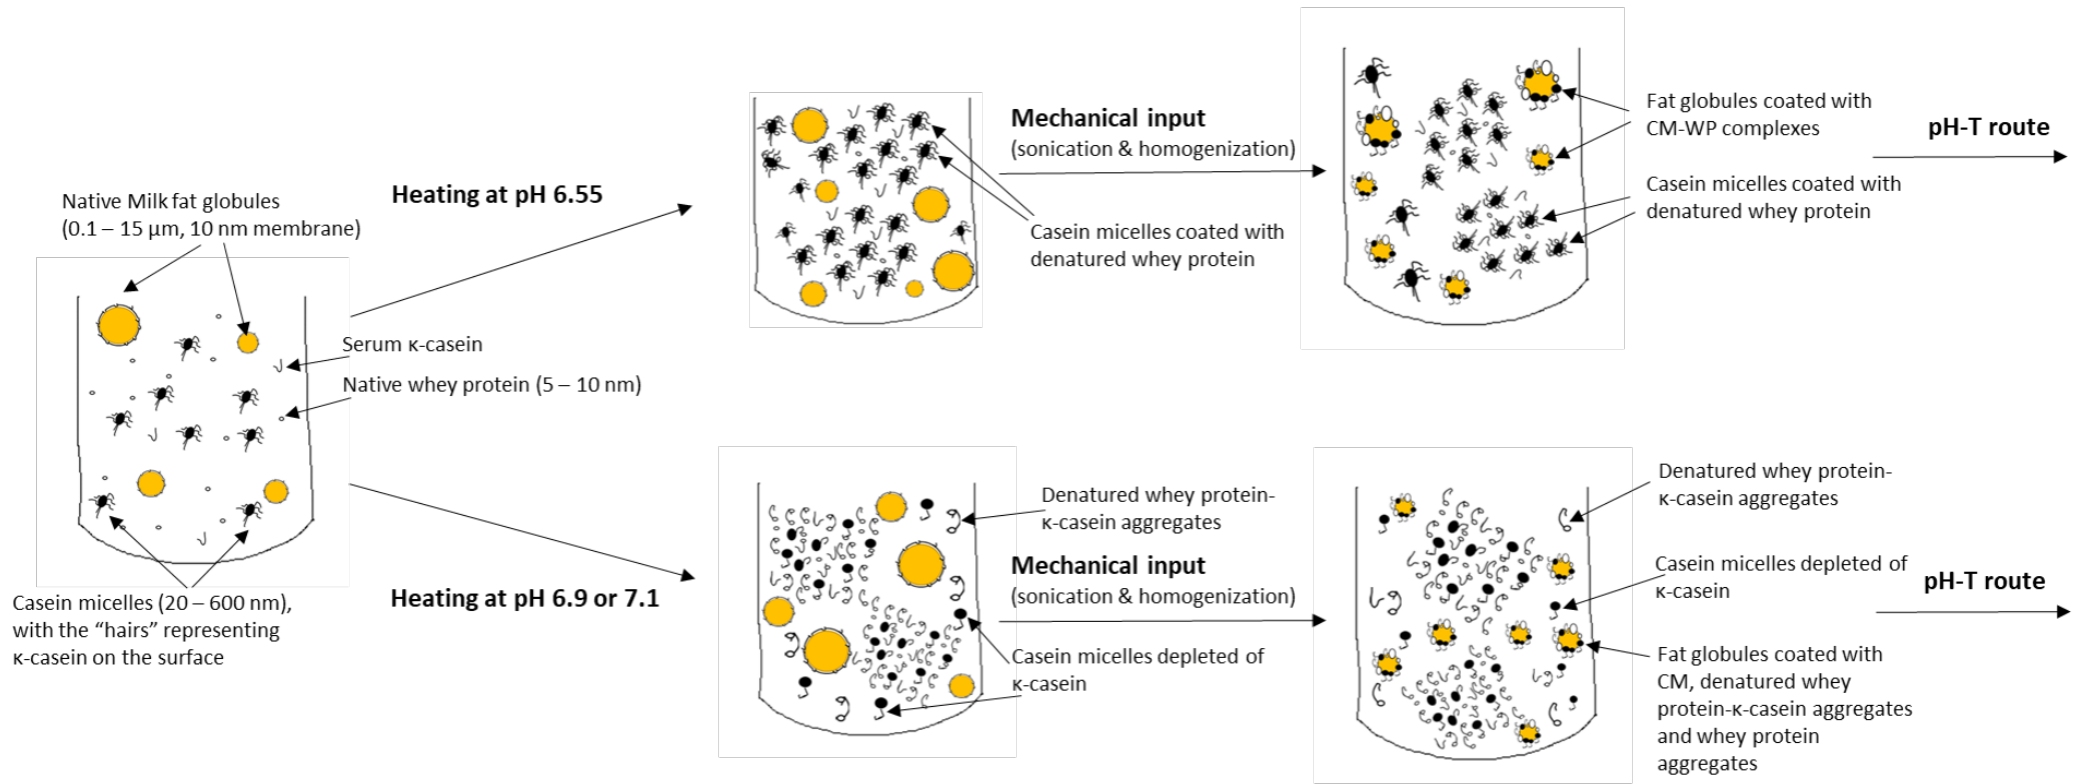 Native Milk fat globules
(0.1 – 15 µm, 10 nm membrane)
Heating at pH 6.55
Serum κ-casein
Native whey protein (5 – 10 nm)
Casein micelles (20 – 600 nm),
with the “hairs” representing
κ-casein on the surface
Heating at pH 6.9 or 7.1
Mechanical input
(sonication & homogenization)
Casein micelles coated with
denatured whey protein
Fat globules coated with
CM-WP complexes
Casein micelles coated with
denatured whey protein
pH-T route
Denatured whey protein-
κ-casein aggregates
Mechanical input
(sonication & homogenization)
Casein micelles depleted of
κ-casein
Denatured whey protein-
κ-casein aggregates
Casein micelles depleted of
κ-casein
Fat globules coated with
CM, denatured whey
protein-κ-casein aggregates
and whey protein
aggregates
pH-T route